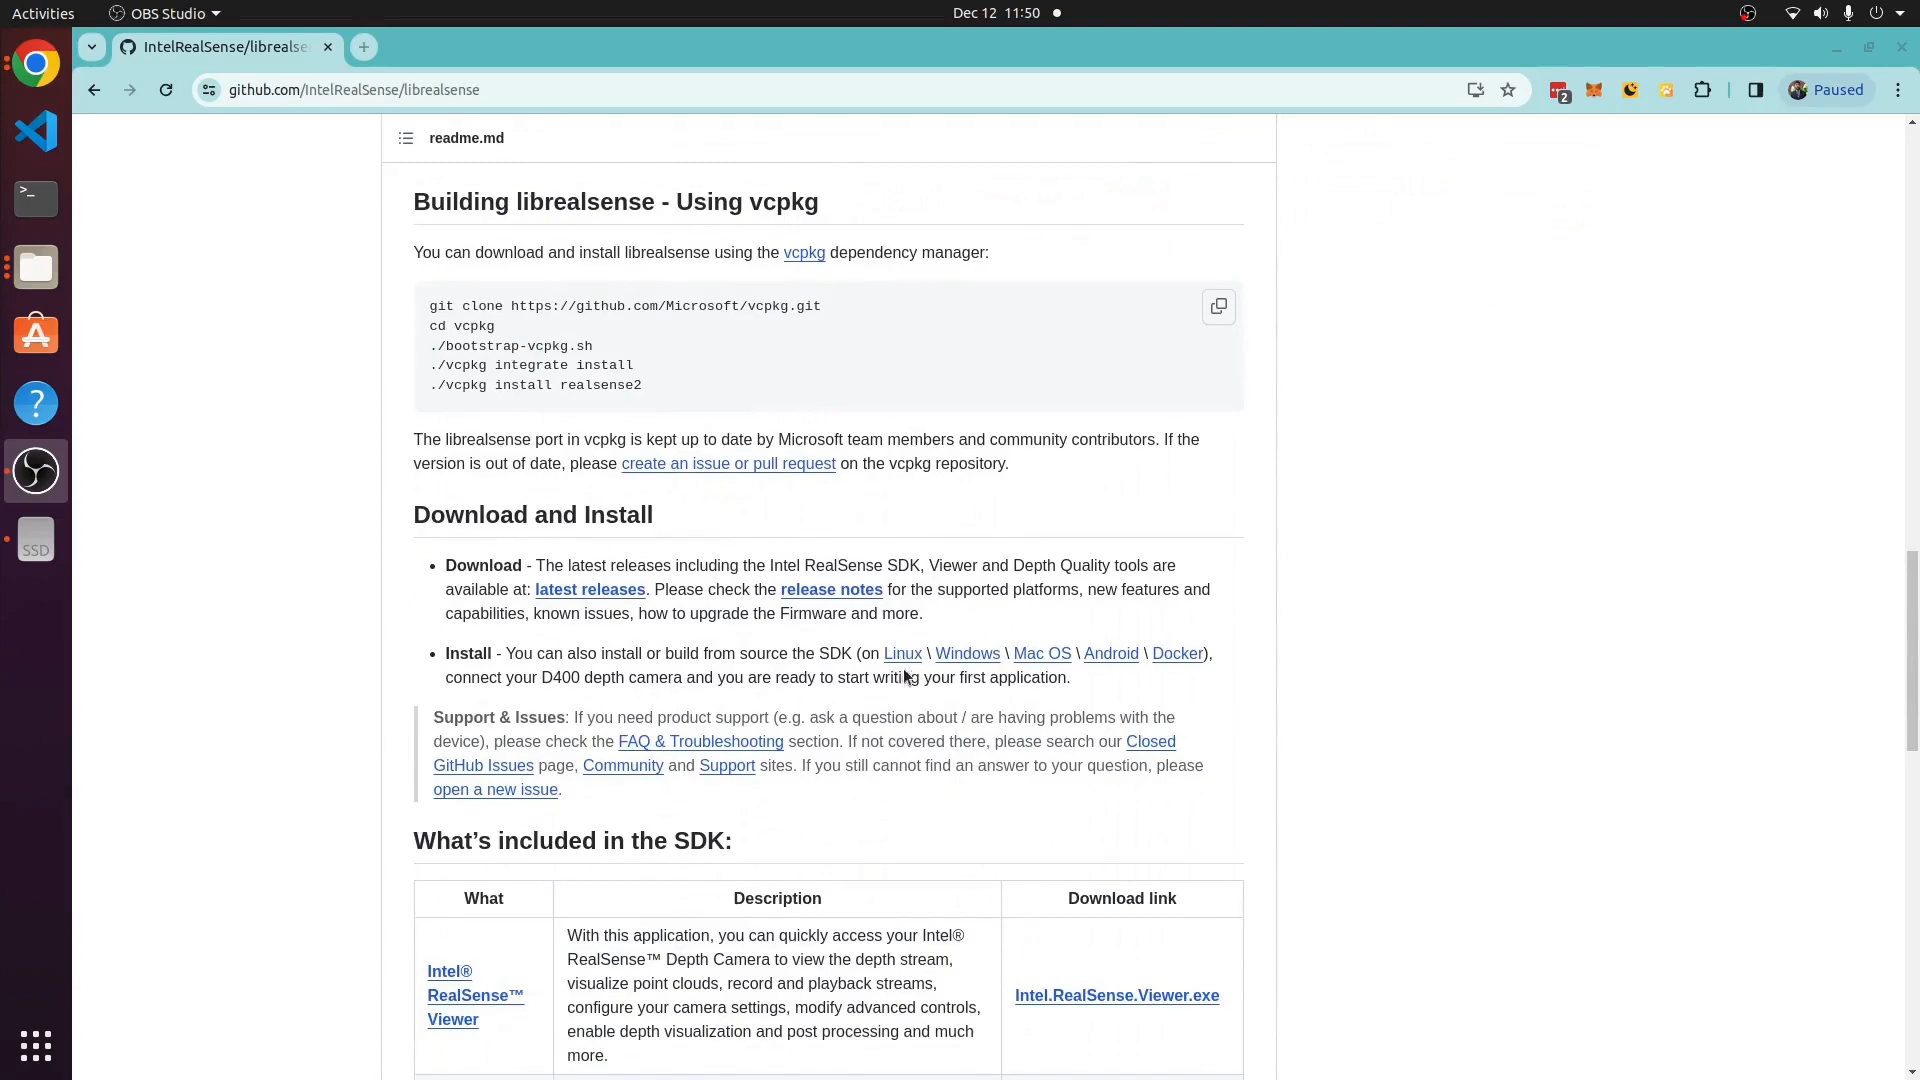 Activities
OBS Studio
Dec 12 11:50
IntelRealSense/librealse
github.com/IntelRealSense/librealsense
2
Paused
readme.md
Building librealsense - Using vcpkg
You can download and install librealsense using the vcpkg dependency manager:
git clone https://github.com/Microsoft/vcpkg.git
cd vcpkg
./bootstrap-vcpkg.sh
./vcpkg integrate install
./vcpkg install realsense2
The librealsense port in vcpkg is kept up to date by Microsoft team members and community contributors. If the
version is out of date, please create an issue or pull request on the vcpkg repository.
Download and Install
• Download - The latest releases including the Intel RealSense SDK, Viewer and Depth Quality tools are
available at: latest releases. Please check the release notes for the supported platforms, new features and
capabilities, known issues, how to upgrade the Firmware and more.
• Install - You can also install or build from source the SDK (on Linux \ Windows \ Mac OS \ Android \ Docker),
connect your D400 depth camera and you are ready to start writing your first application.
Support & Issues: If you need product support (e.g. ask a question about / are having problems with the
device), please check the FAQ & Troubleshooting section. If not covered there, please search our Closed
GitHub Issues page, Community and Support sites. If you still cannot find an answer to your question, please
open a new issue.
What’s included in the SDK:
What Description Download link
Intel®
RealSense™
Viewer
With this application, you can quickly access your Intel®
RealSense™ Depth Camera to view the depth stream,
visualize point clouds, record and playback streams,
configure your camera settings, modify advanced controls,
enable depth visualization and post processing and much
more.
Intel.RealSense.Viewer.exe
>_
?
SSD